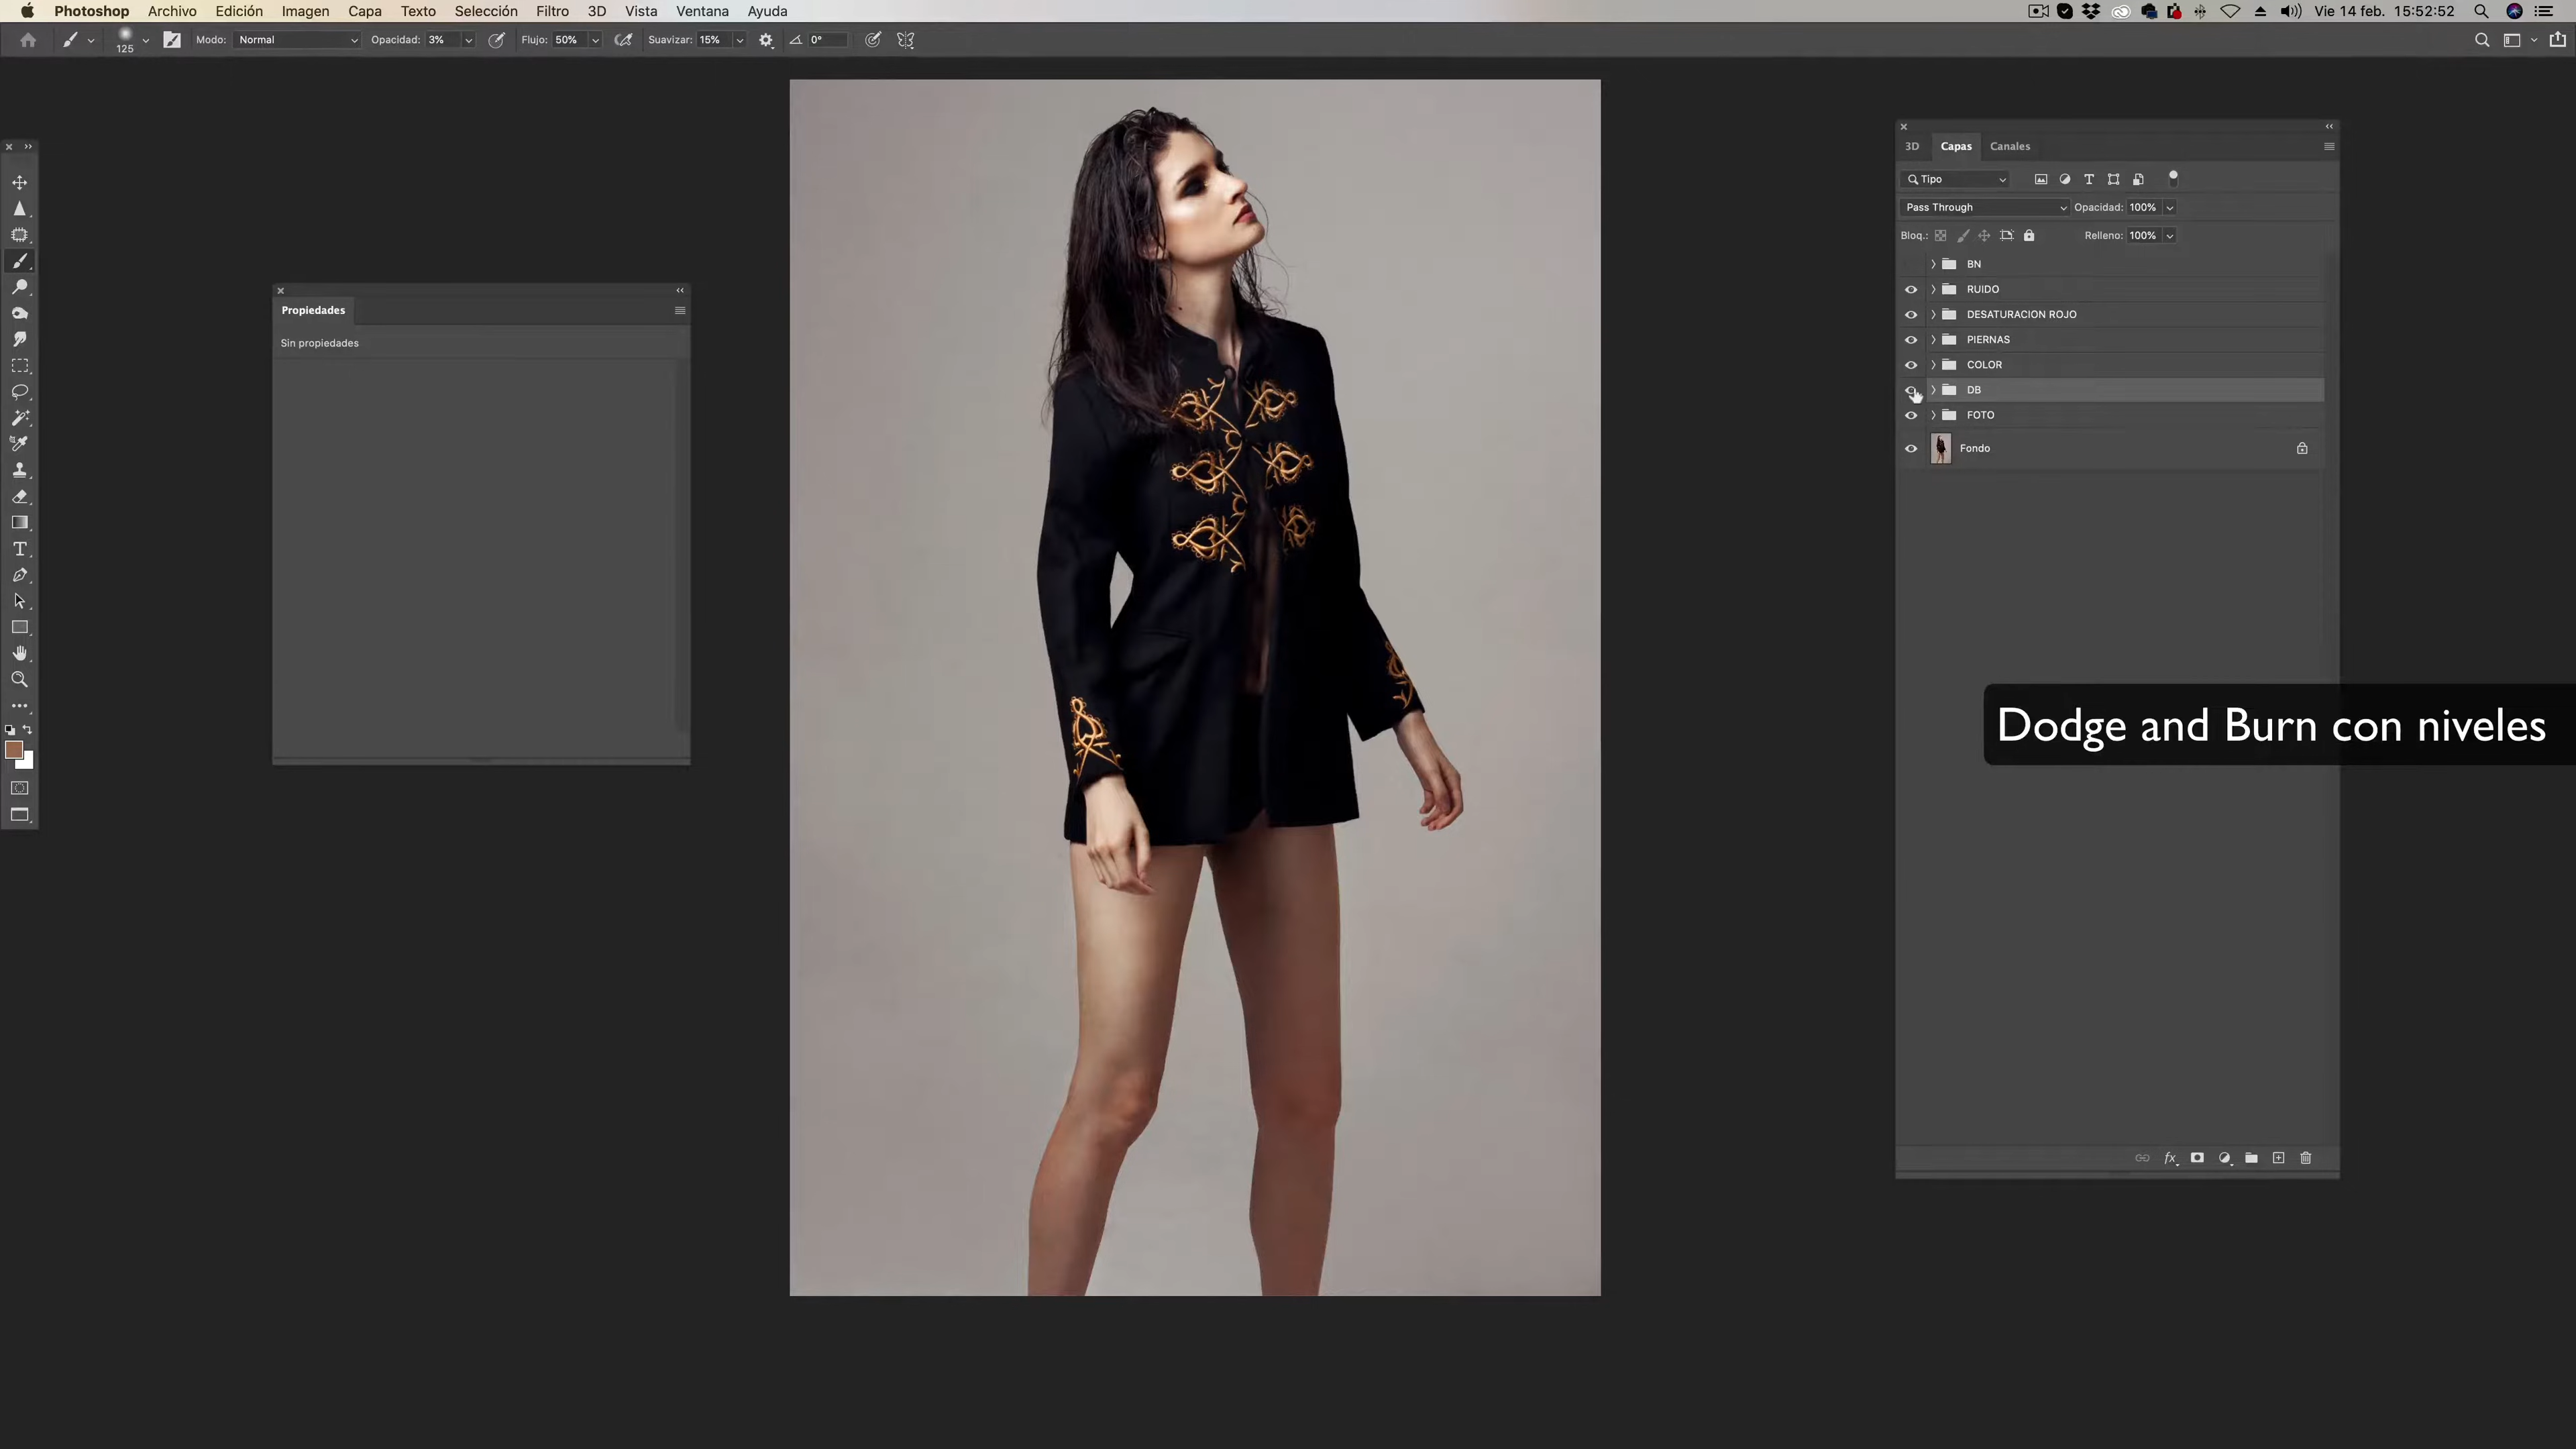 Photoshop Archivo Edición Imagen Capa Texto Selección Filtro 3D Vista Ventana Ayuda Vie 14 feb. 15:52:52
125 Modo: Normal Opacidad: 3% Flujo: 50% Suavizar: 15% 0°
3D Capas Canales
Tipo
Pass Through Opacidad: 100%
Bloq.: Relleno: 100%
BN
RUIDO
DESATURACION ROJO
PIERNAS
COLOR
DB
FOTO
Fondo
Propiedades
Sin propiedades
Dodge and Burn con niveles